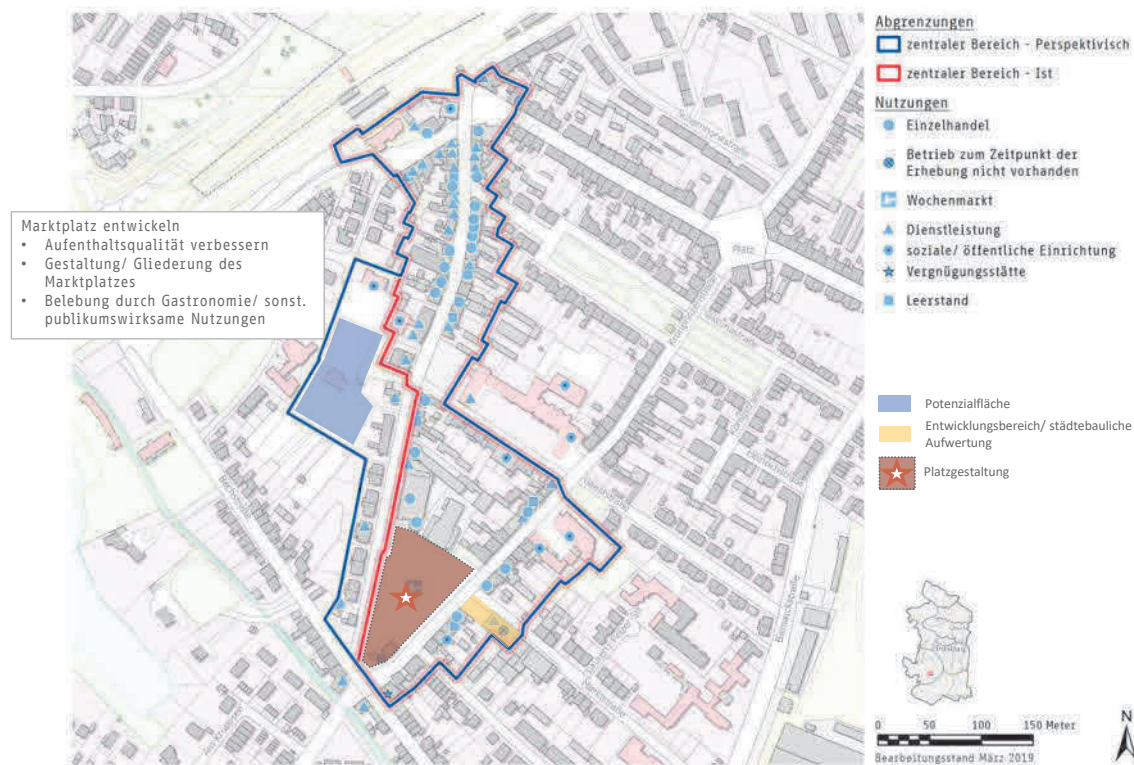 Abgrenzungen
zentraler Bereich - Perspektivisch
zentraler Bereich - Ist
Nutzungen
Einzelhandel
Betrieb zum Zeitpunkt der
Erhebung nicht vorhanden
Wochenmarkt
Dienstleistung
soziale/ öffentliche Einrichtung
Vergnügungsstätte
Leerstand
Marktplatz entwickeln
• Aufenthaltsqualität verbessern
• Gestaltung/ Gliederung des
Marktplatzes
• Belebung durch Gastronomie/ sonst.
publikumswirksame Nutzungen
Platz
Potenzialfläche
Entwicklungsbereich/ städtebauliche
Aufwertung
Platzgestaltung
0 50 100 150 Meter
Bearbeitungsstand März 2019
N